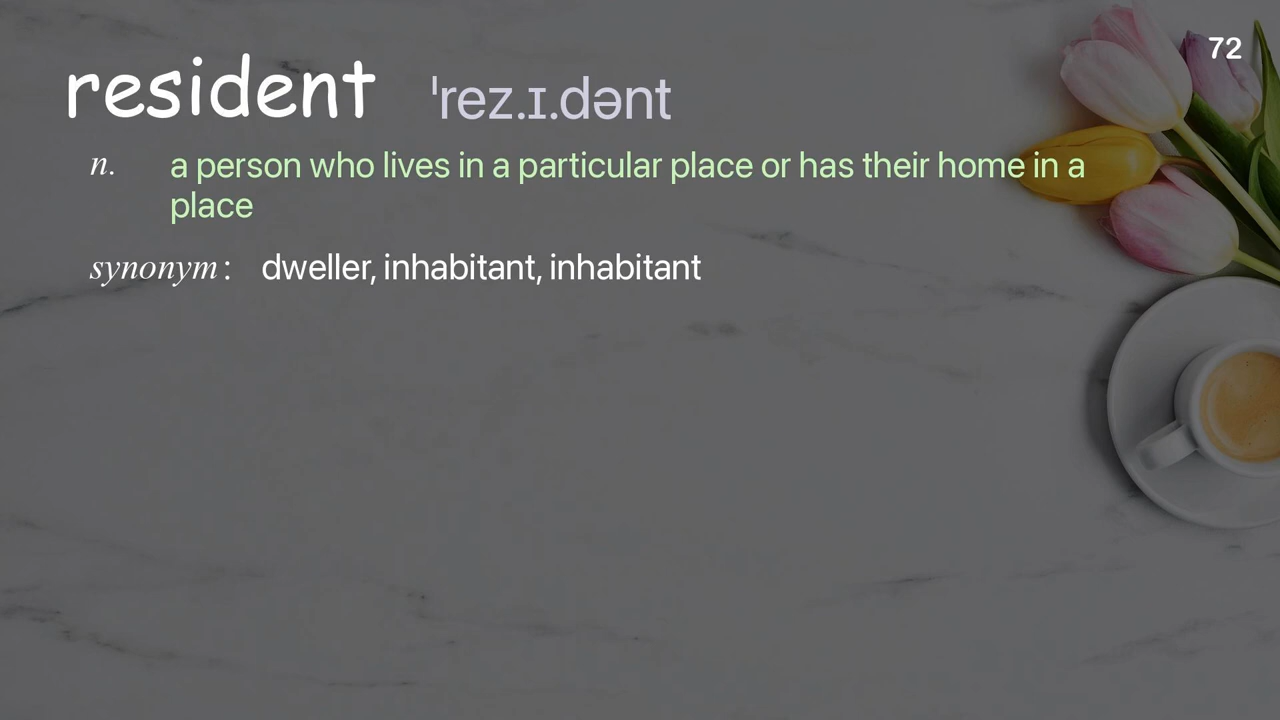 72
resident ˈrez.ɪ.dənt
n. a person who lives in a particular place or has their home in a
place
synonym : dweller, inhabitant, inhabitant